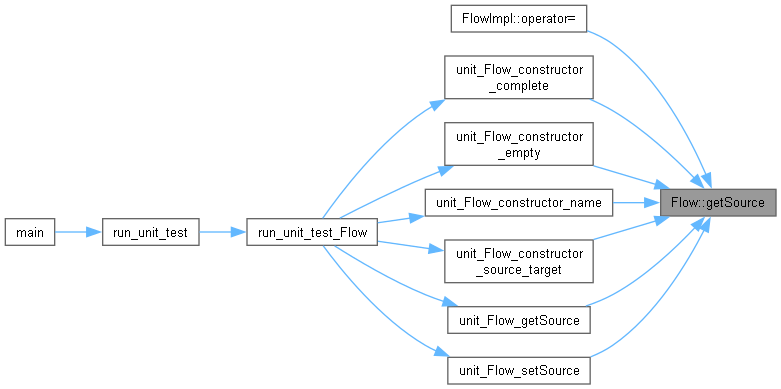 FlowImpl::operator=
unit_Flow_constructor
_complete
unit_Flow_constructor
_empty
unit_Flow_constructor_name
Flow::getSource
main
run_unit_test
run_unit_test_Flow
unit_Flow_constructor
_source_target
unit_Flow_getSource
unit_Flow_setSource